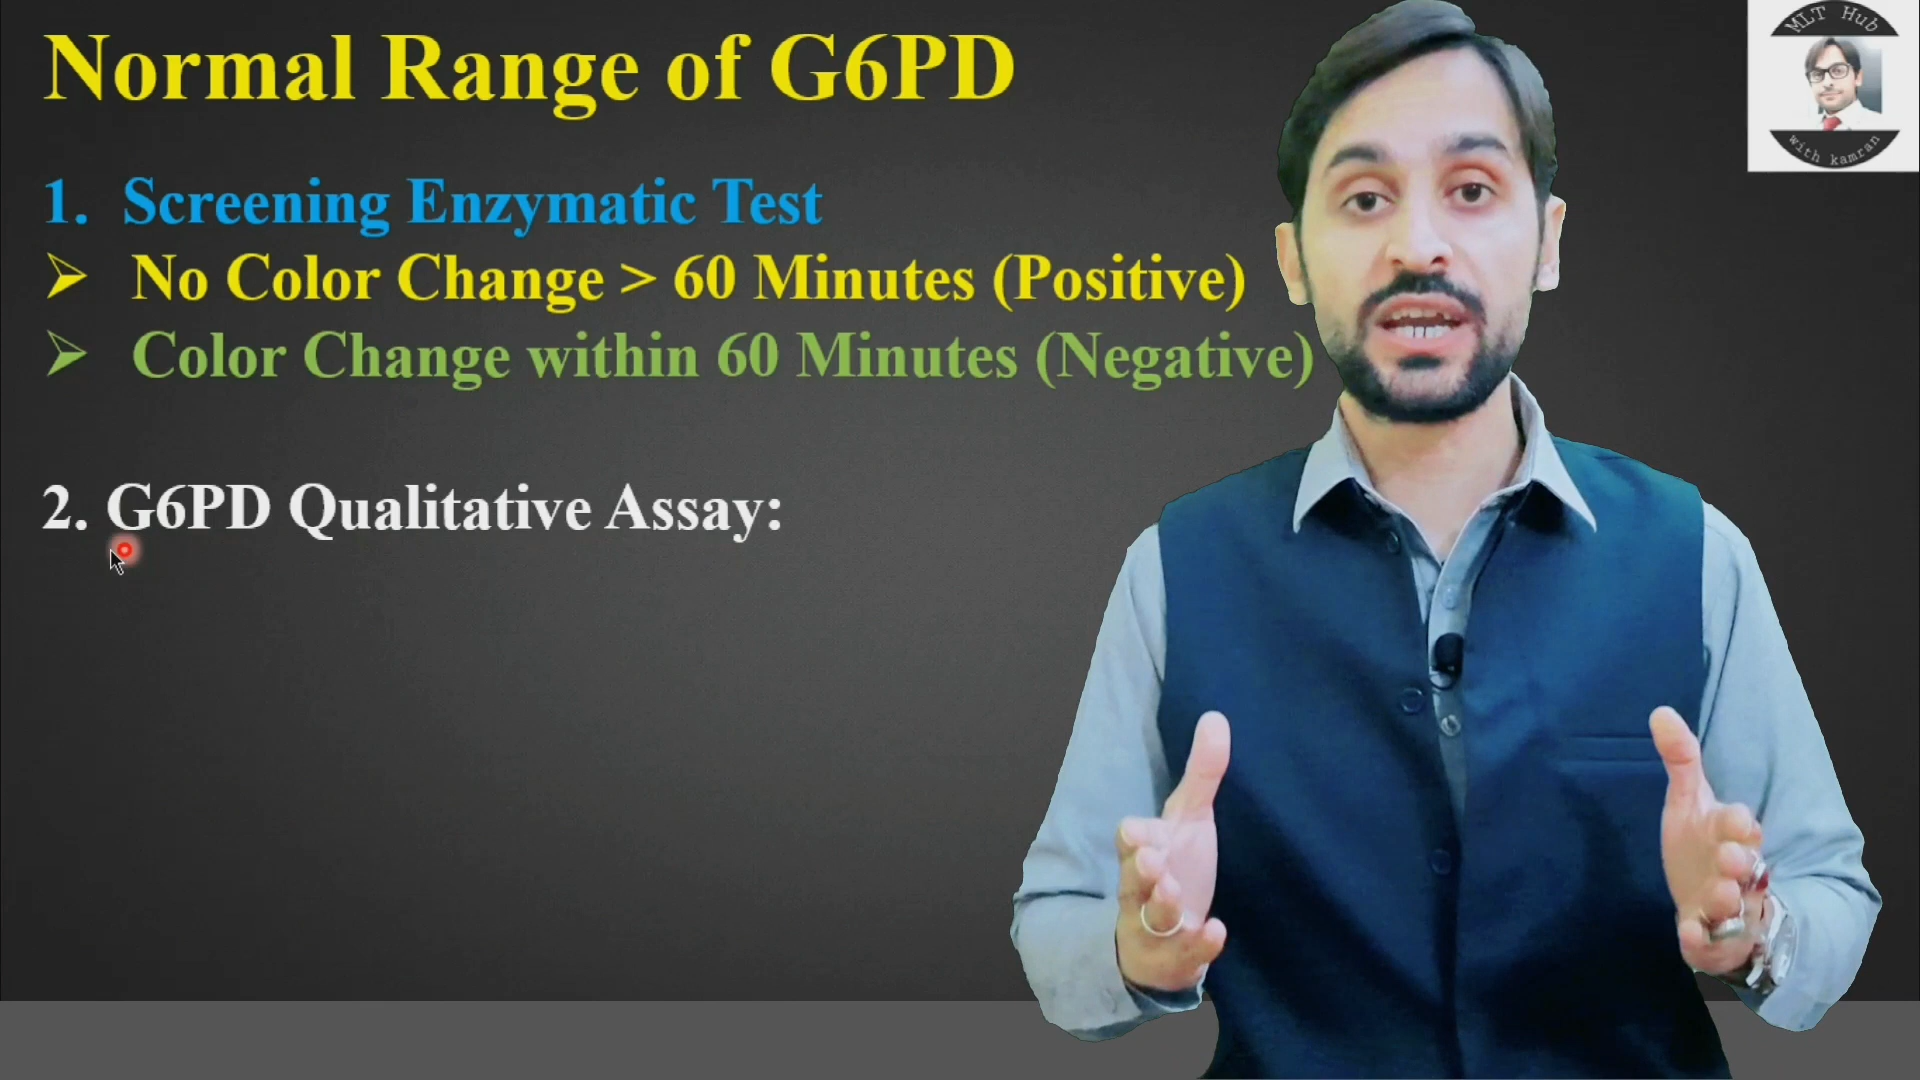 Normal Range of G6PD
MLT Hub
with kamran
1. Screening Enzymatic Test
➢ No Color Change > 60 Minutes (Positive)
➢ Color Change within 60 Minutes (Negative)
2. G6PD Qualitative Assay: